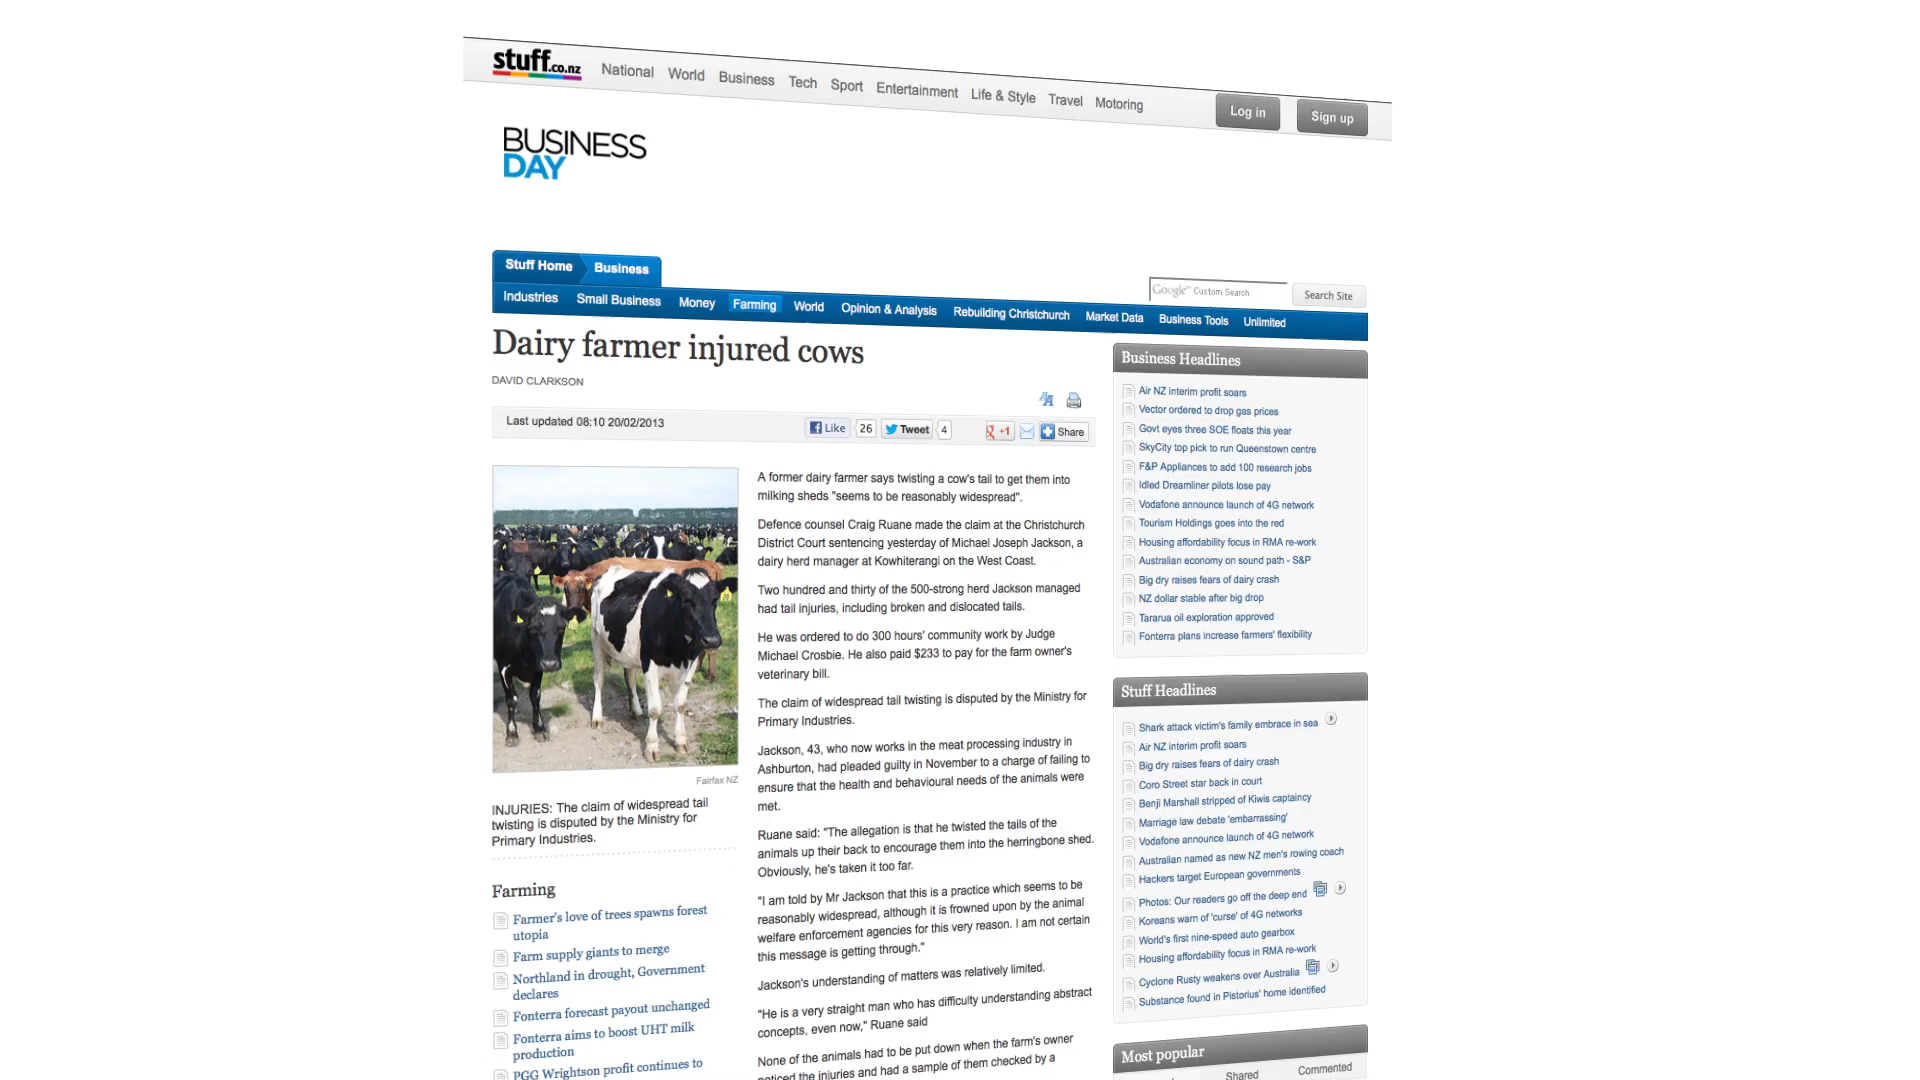 stuff.co.nz
National World Business Tech Sport Entertainment Life & Style Travel Motoring
Log in Sign up
BUSINESS
DAY
Stuff Home Business
Google™ Custom Search Search Site
Industries Small Business Money Farming World Opinion & Analysis Rebuilding Christchurch Market Data Business Tools Unlimited
Dairy farmer injured cows
DAVID CLARKSON
Last updated 08:10 20/02/2013
Like 26 Tweet 4 +1 Share
Fairfax NZ
INJURIES: The claim of widespread tail
twisting is disputed by the Ministry for
Primary Industries.
Farming
Farmer's love of trees spawns forest
utopia
Farm supply giants to merge
Northland in drought, Government
declares
Fonterra forecast payout unchanged
Fonterra aims to boost UHT milk
production
PGG Wrightson profit continues to
A former dairy farmer says twisting a cow's tail to get them into
milking sheds "seems to be reasonably widespread".
Defence counsel Craig Ruane made the claim at the Christchurch
District Court sentencing yesterday of Michael Joseph Jackson, a
dairy herd manager at Kowhiterangi on the West Coast.
Two hundred and thirty of the 500-strong herd Jackson managed
had tail injuries, including broken and dislocated tails.
He was ordered to do 300 hours' community work by Judge
Michael Crosbie. He also paid $233 to pay for the farm owner's
veterinary bill.
The claim of widespread tail twisting is disputed by the Ministry for
Primary Industries.
Jackson, 43, who now works in the meat processing industry in
Ashburton, had pleaded guilty in November to a charge of failing to
ensure that the health and behavioural needs of the animals were
met.
Ruane said: "The allegation is that he twisted the tails of the
animals up their back to encourage them into the herringbone shed.
Obviously, he's taken it too far.
"I am told by Mr Jackson that this is a practice which seems to be
reasonably widespread, although it is frowned upon by the animal
welfare enforcement agencies for this very reason. I am not certain
this message is getting through."
Jackson's understanding of matters was relatively limited.
"He is a very straight man who has difficulty understanding abstract
concepts, even now," Ruane said
None of the animals had to be put down when the farm's owner
noticed the injuries and had a sample of them checked by a
Business Headlines
Air NZ interim profit soars
Vector ordered to drop gas prices
Govt eyes three SOE floats this year
SkyCity top pick to run Queenstown centre
F&P Appliances to add 100 research jobs
Idled Dreamliner pilots lose pay
Vodafone announce launch of 4G network
Tourism Holdings goes into the red
Housing affordability focus in RMA re-work
Australian economy on sound path - S&P
Big dry raises fears of dairy crash
NZ dollar stable after big drop
Tararua oil exploration approved
Fonterra plans increase farmers' flexibility
Stuff Headlines
Shark attack victim's family embrace in sea
Air NZ interim profit soars
Big dry raises fears of dairy crash
Coro Street star back in court
Benji Marshall stripped of Kiwis captaincy
Marriage law debate 'embarrassing'
Vodafone announce launch of 4G network
Australian named as new NZ men's rowing coach
Hackers target European governments
Photos: Our readers go off the deep end
Koreans warn of 'curse' of 4G networks
World's first nine-speed auto gearbox
Housing affordability focus in RMA re-work
Cyclone Rusty weakens over Australia
Substance found in Pistorius' home identified
Most popular
Shared Commented